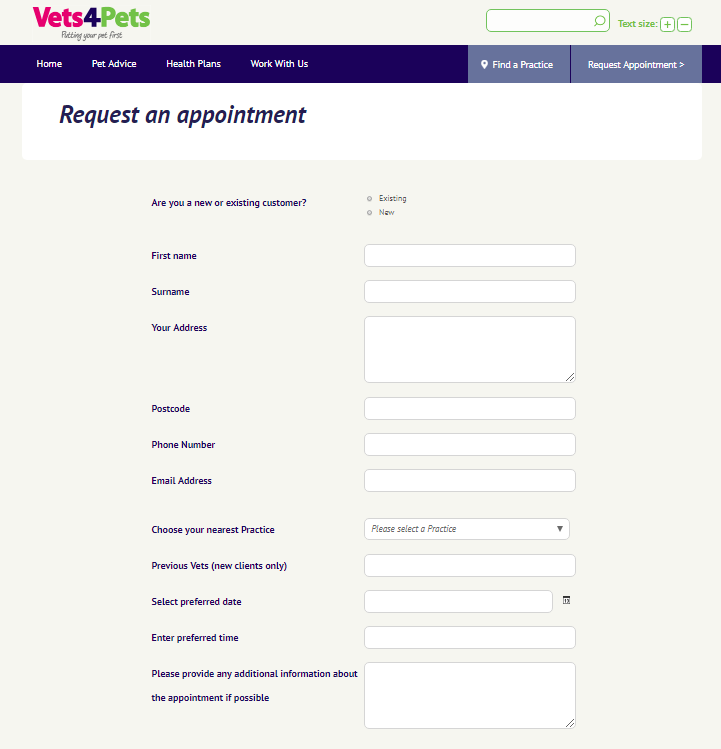 Vets4Pets
Putting your pet first
Text size: + −
Home Pet Advice Health Plans Work With Us Find a Practice Request Appointment >
Request an appointment
Are you a new or existing customer?
Existing
New
First name
Surname
Your Address
Postcode
Phone Number
Email Address
Choose your nearest Practice Please select a Practice
Previous Vets (new clients only)
Select preferred date
Enter preferred time
Please provide any additional information about
the appointment if possible